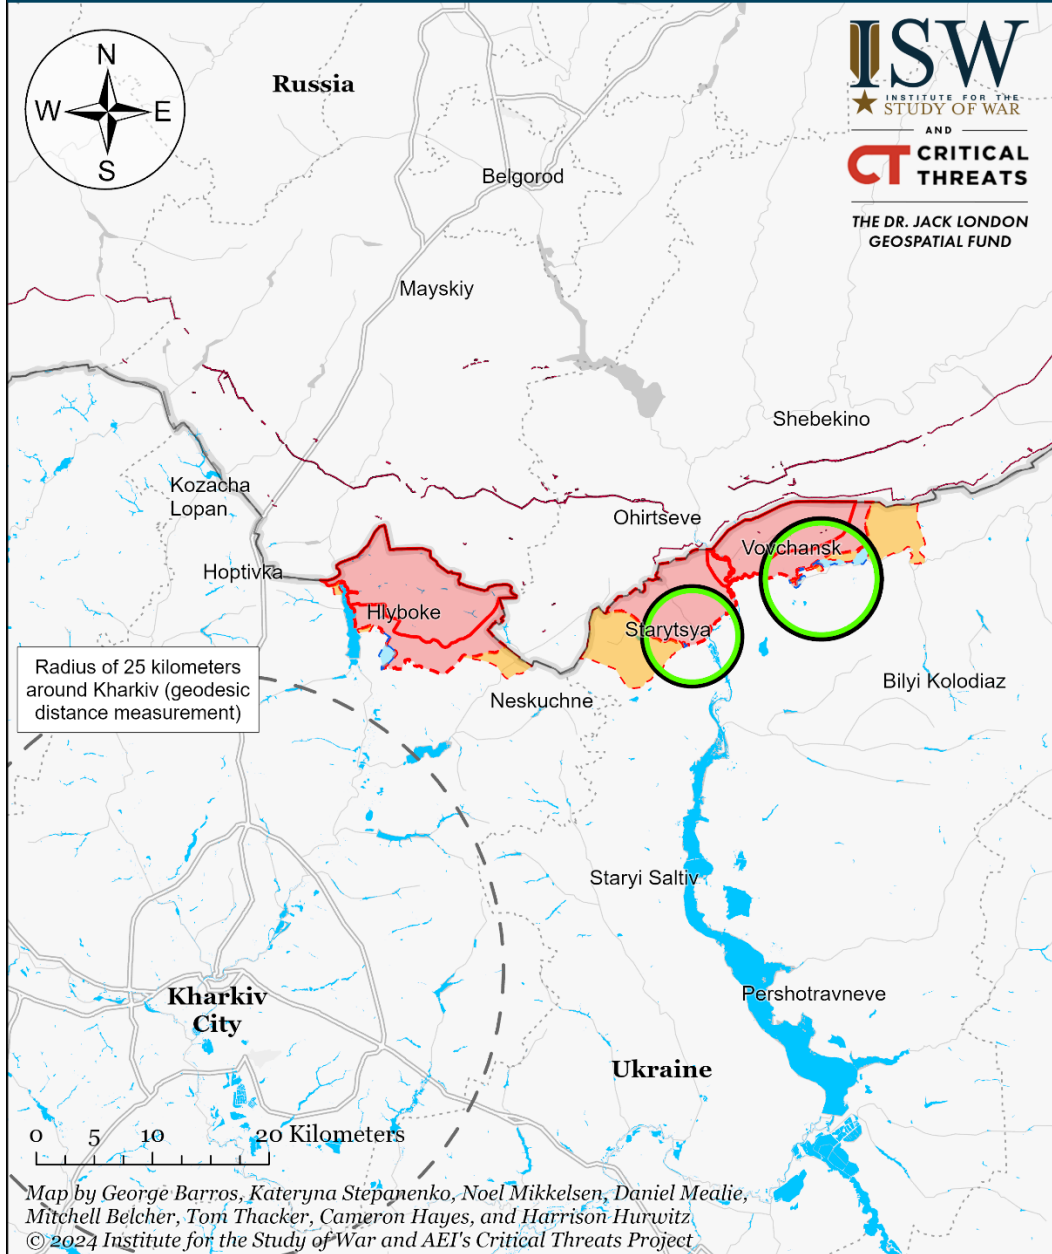 N
W
E
S
Russia
ISW
INSTITUTE FOR THE
STUDY OF WAR
AND
CT CRITICAL
THREATS
THE DR. JACK LONDON
GEOSPATIAL FUND
Belgorod
Mayskiy
Shebekino
Kozacha
Lopan
Ohirtseve
Vovchansk
Hoptivka
Hlyboke
Starytsya
Radius of 25 kilometers
around Kharkiv (geodesic
distance measurement)
Neskuchne
Bilyi Kolodiaz
Staryi Saltiv
Kharkiv
City
Pershotravneve
Ukraine
0 5 10 20 Kilometers
Map by George Barros, Kateryna Stepanenko, Noel Mikkelsen, Daniel Mealie,
Mitchell Belcher, Tom Thacker, Cameron Hayes, and Harrison Hurwitz
© 2024 Institute for the Study of War and AEI's Critical Threats Project